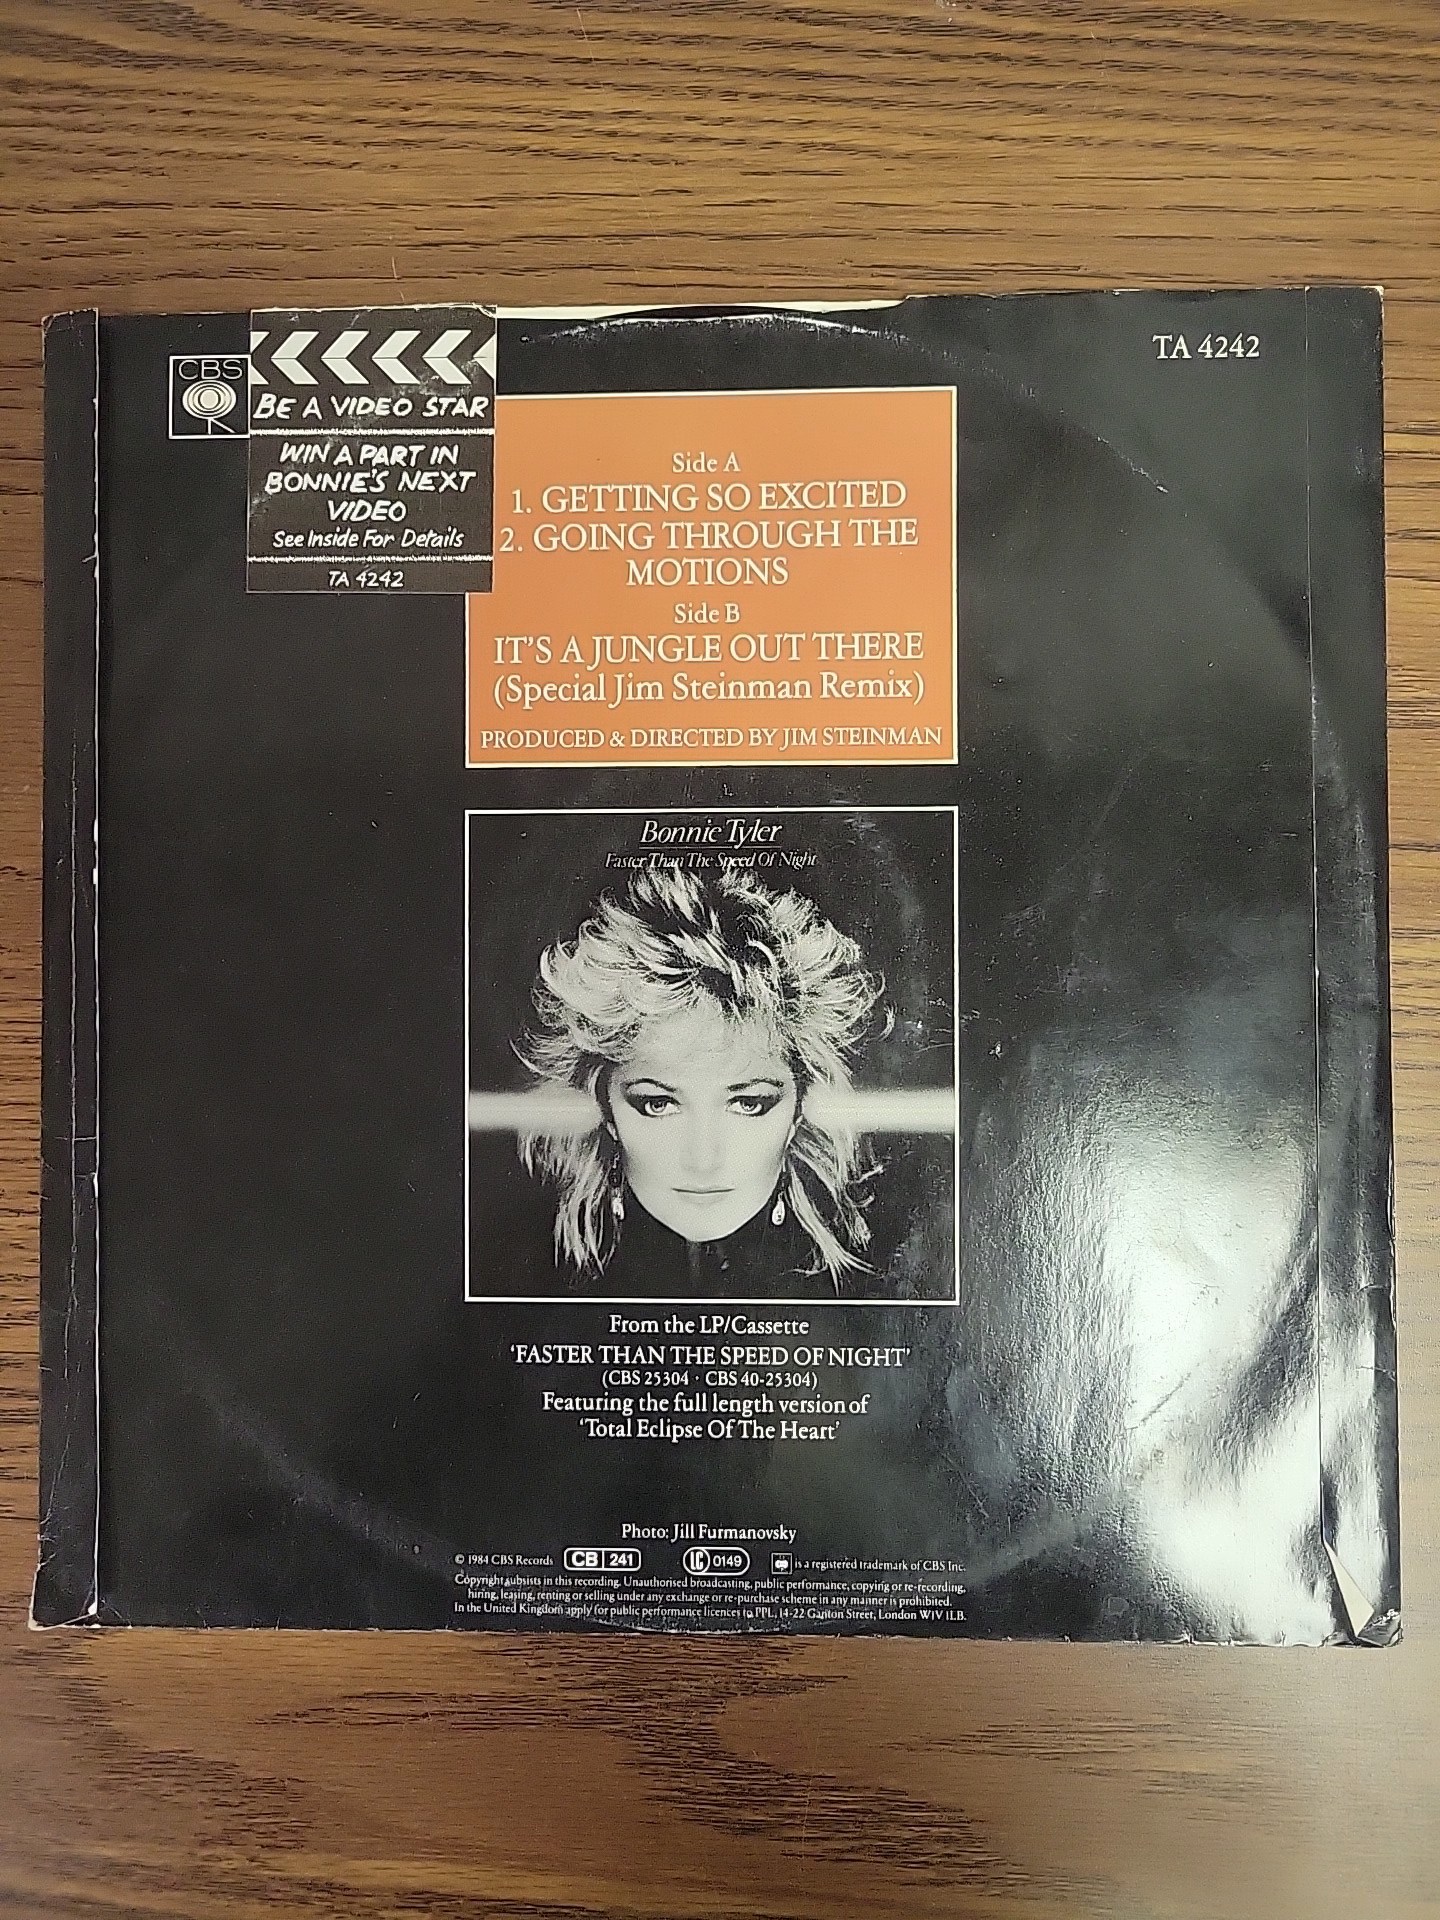 CBS
BE A VIDEO STAR
WIN A PART IN
BONNIE'S NEXT
VIDEO
See Inside For Details
TA 4242
TA 4242
Side A
1. GETTING SO EXCITED
2. GOING THROUGH THE
MOTIONS
Side B
IT'S A JUNGLE OUT THERE
(Special Jim Steinman Remix)
PRODUCED & DIRECTED BY JIM STEINMAN
Bonnie Tyler
Faster Than The Speed Of Night
From the LP/Cassette
'FASTER THAN THE SPEED OF NIGHT'
(CBS 25304 · CBS 40-25304)
Featuring the full length version of
'Total Eclipse Of The Heart'
Photo: Jill Furmanovsky
© 1984 CBS Records CB 241 LC 0149 is a registered trademark of CBS Inc.
Copyright subsists in this recording. Unauthorised broadcasting, public performance, copying or re-recording,
hiring, leasing, renting or selling under any exchange or re-purchase scheme in any manner is prohibited.
In the United Kingdom apply for public performance licences to PPL, 14-22 Ganton Street, London W1V 1LB.